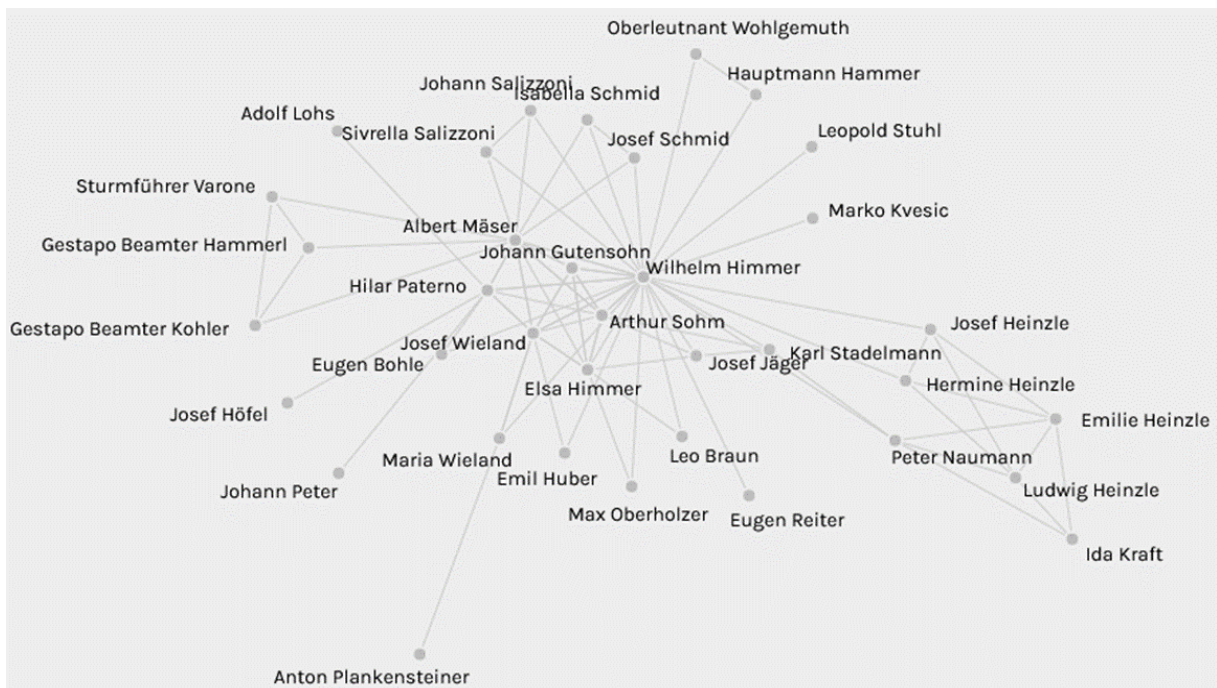 Oberleutnant Wohlgemuth
Hauptmann Hammer
Johann Salizzoni
Isabella Schmid
Adolf Lohs
Sivrella Salizzoni
Josef Schmid
Leopold Stuhl
Sturmführer Varone
Marko Kvesic
Albert Mäser
Gestapo Beamter Hammerl
Johann Gutensohn
Wilhelm Himmer
Hilar Paterno
Arthur Sohm
Josef Heinzle
Gestapo Beamter Kohler
Josef Wieland
Karl Stadelmann
Eugen Bohle
Josef Jäger
Elsa Himmer
Hermine Heinzle
Josef Höfel
Emilie Heinzle
Maria Wieland
Leo Braun
Peter Naumann
Emil Huber
Johann Peter
Ludwig Heinzle
Max Oberholzer
Eugen Reiter
Ida Kraft
Anton Plankensteiner